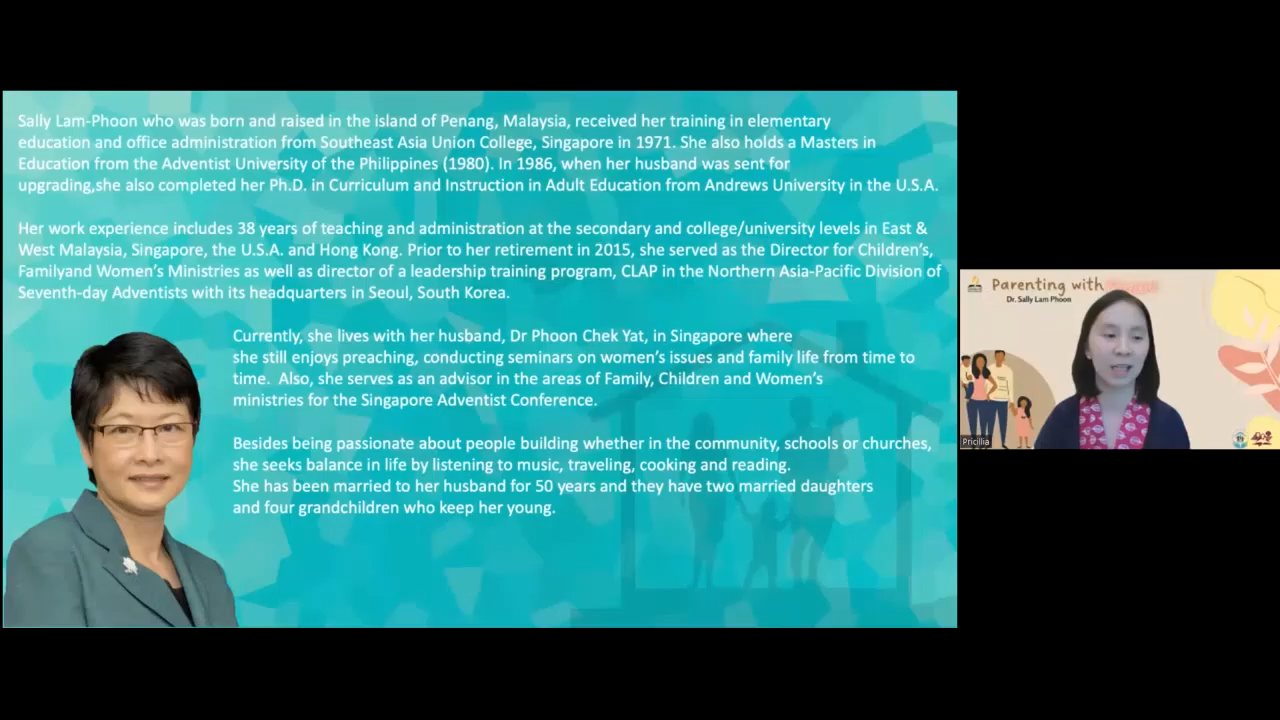 Sally Lam-Phoon who was born and raised in the island of Penang, Malaysia, received her training in elementary
education and office administration from Southeast Asia Union College, Singapore in 1971. She also holds a Masters in
Education from the Adventist University of the Philippines (1980). In 1986, when her husband was sent for
upgrading,she also completed her Ph.D. in Curriculum and Instruction in Adult Education from Andrews University in the U.S.A.
Her work experience includes 38 years of teaching and administration at the secondary and college/university levels in East &
West Malaysia, Singapore, the U.S.A. and Hong Kong. Prior to her retirement in 2015, she served as the Director for Children's,
Familyand Women's Ministries as well as director of a leadership training program, CLAP in the Northern Asia-Pacific Division of
Seventh-day Adventists with its headquarters in Seoul, South Korea.
Currently, she lives with her husband, Dr Phoon Chek Yat, in Singapore where
she still enjoys preaching, conducting seminars on women's issues and family life from time to
time. Also, she serves as an advisor in the areas of Family, Children and Women's
ministries for the Singapore Adventist Conference.
Besides being passionate about people building whether in the community, schools or churches,
she seeks balance in life by listening to music, traveling, cooking and reading.
She has been married to her husband for 50 years and they have two married daughters
and four grandchildren who keep her young.
Parenting with
Dr. Sally Lam Phoon
Pricillia